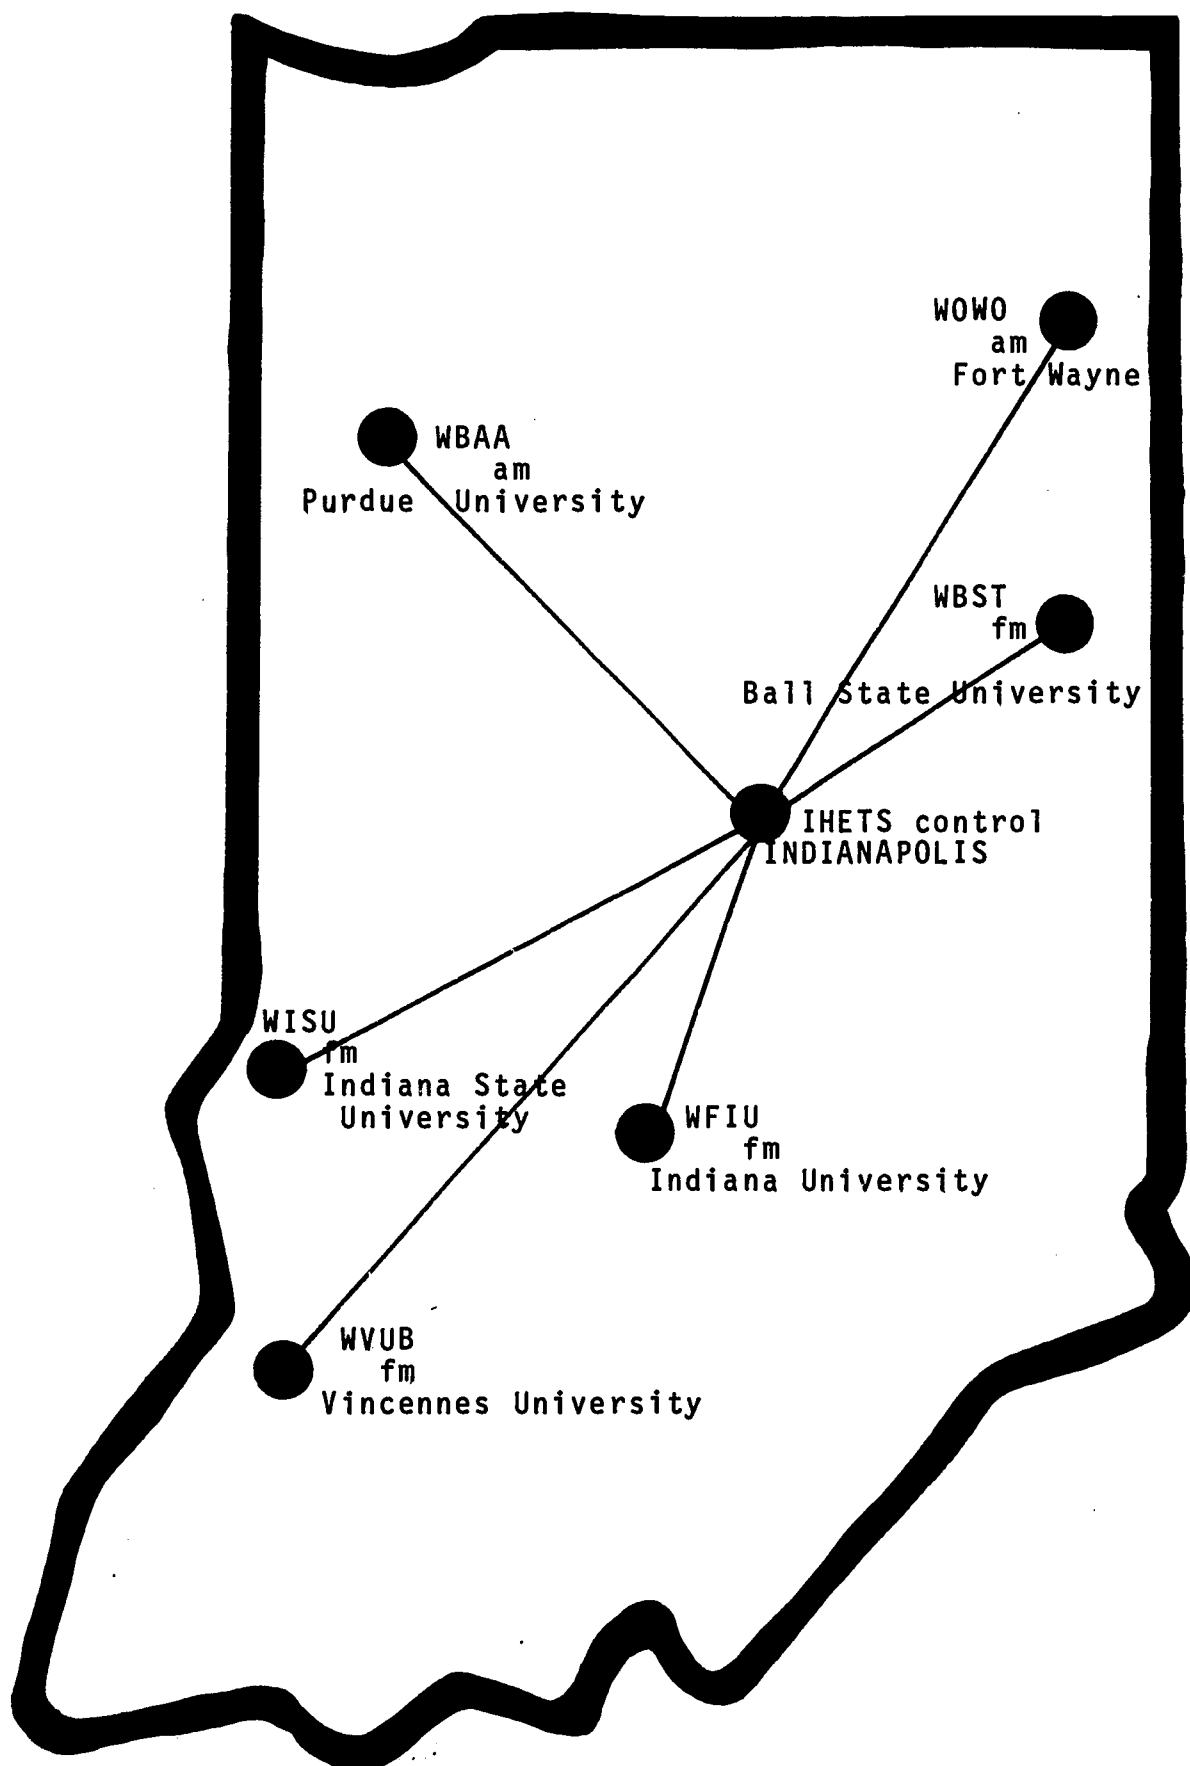 WOWO
am
Fort Wayne
WBAA
am
Purdue University
WBST
fm
Ball State University
IHETS control
INDIANAPOLIS
WISU
fm
Indiana State
University
WFIU
fm
Indiana University
WVUB
fm
Vincennes University